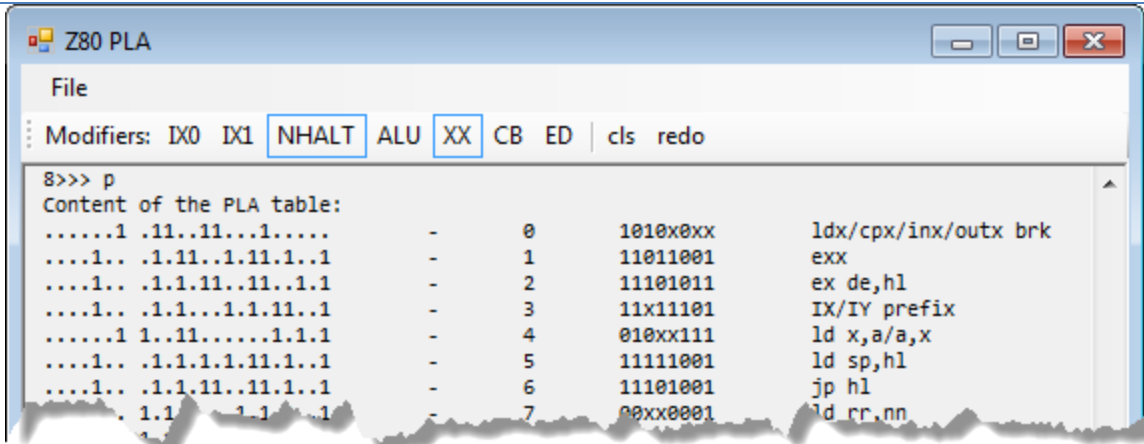 Z80 PLA
File
Modifiers: IX0 IX1 NHALT ALU XX CB ED cls redo
8>>> p
Content of the PLA table:
......1 .11..11...1..... - 0 1010x0xx ldx/cpx/inx/outx brk
....1.. .1.11..1.11.1..1 - 1 11011001 exx
....1.. .1.1.11..11..1.1 - 2 11101011 ex de,hl
....1.. .1.1...1.1.11..1 - 3 11x11101 IX/IY prefix
......1 1..11......1.1.1 - 4 010xx111 ld x,a/a,x
....1.. .1.1.1.1.11.1..1 - 5 11111001 ld sp,hl
....1.. .1.1.11..11.1..1 - 6 11101001 jp hl
- 7 00xx0001 ld rr,nn